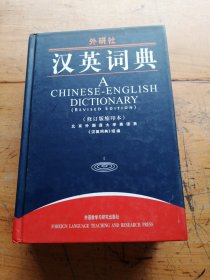 外研社
汉英词典
A
CHINESE-ENGLISH
DICTIONARY
(REVISED EDITION)
(修订版缩印本)
北京外国语大学英语系
《汉英词典》组编
外语教学与研究出版社
FOREIGN LANGUAGE TEACHING AND RESEARCH PRESS